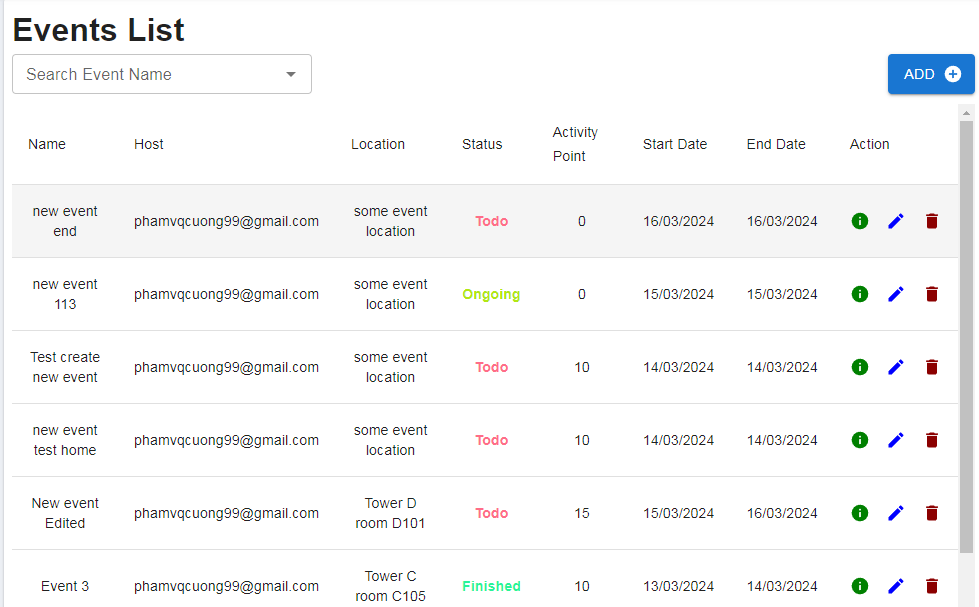 Events List
Search Event Name
ADD
Name Host Location Status Activity Point Start Date End Date Action
new event end phamvqcuong99@gmail.com some event location Todo 0 16/03/2024 16/03/2024
new event 113 phamvqcuong99@gmail.com some event location Ongoing 0 15/03/2024 15/03/2024
Test create new event phamvqcuong99@gmail.com some event location Todo 10 14/03/2024 14/03/2024
new event test home phamvqcuong99@gmail.com some event location Todo 10 14/03/2024 14/03/2024
New event Edited phamvqcuong99@gmail.com Tower D room D101 Todo 15 15/03/2024 16/03/2024
Event 3 phamvqcuong99@gmail.com Tower C room C105 Finished 10 13/03/2024 14/03/2024